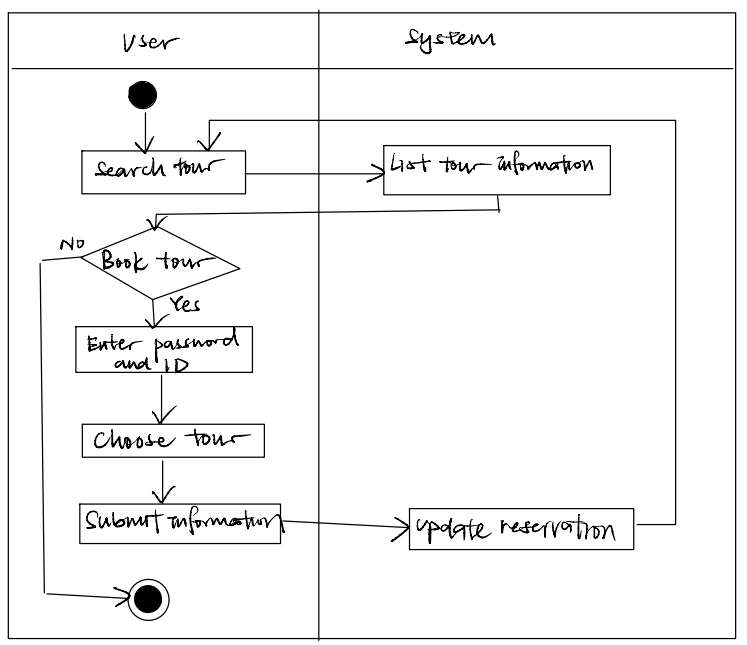 User
System
Search tour
List tour information
No
Book tour
Yes
Enter password
and ID
Choose tour
Submit information
Update reservation